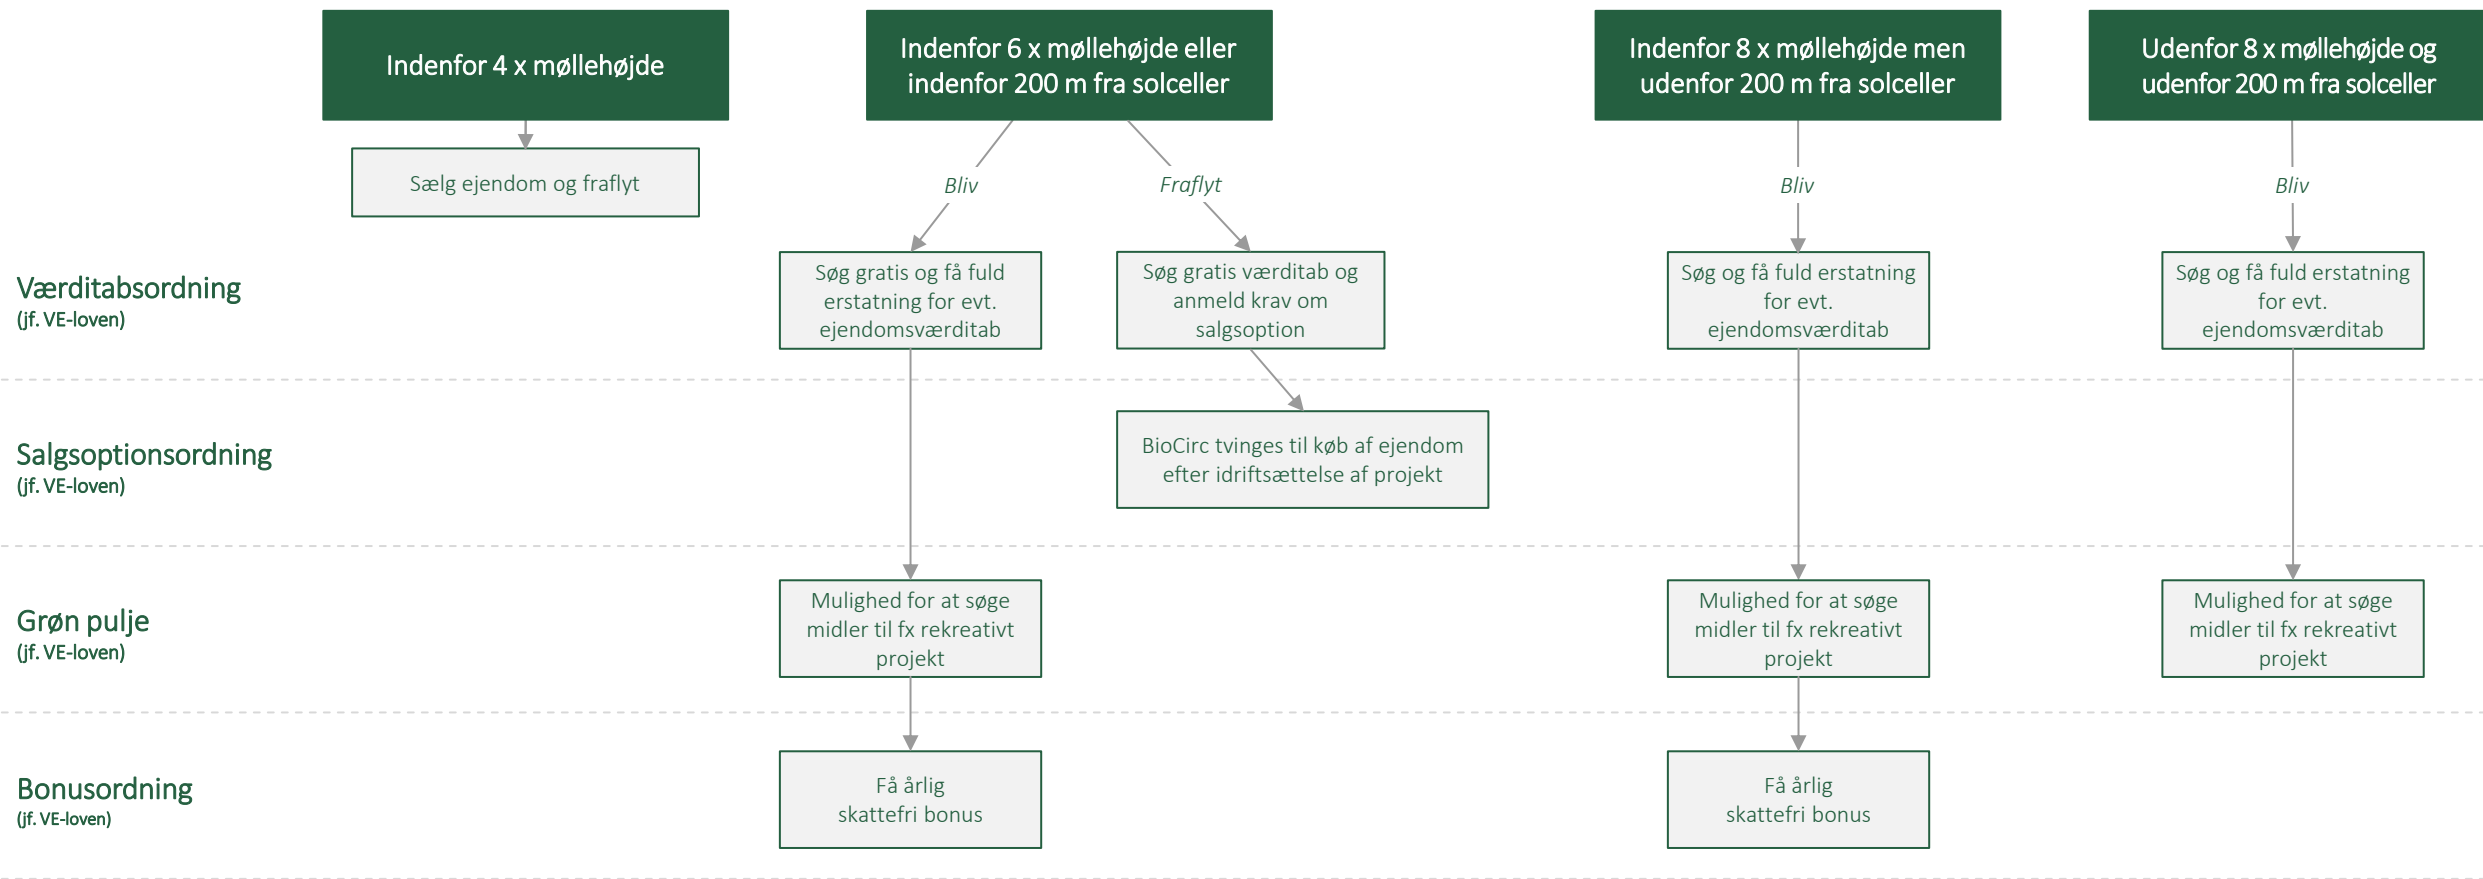 Indenfor 4 x møllehøjde
Indenfor 6 x møllehøjde eller
indenfor 200 m fra solceller
Indenfor 8 x møllehøjde men
udenfor 200 m fra solceller
Udenfor 8 x møllehøjde og
udenfor 200 m fra solceller
Sælg ejendom og fraflyt
Bliv
Fraflyt
Bliv
Bliv
Værditabsordning
(jf. VE-loven)
Søg gratis og få fuld
erstatning for evt.
ejendomsværditab
Søg gratis værditab og
anmeld krav om
salgsoption
Søg og få fuld erstatning
for evt.
ejendomsværditab
Søg og få fuld erstatning
for evt.
ejendomsværditab
Salgsoptionsordning
(jf. VE-loven)
BioCirc tvinges til køb af ejendom
efter idriftsættelse af projekt
Grøn pulje
(jf. VE-loven)
Mulighed for at søge
midler til fx rekreativt
projekt
Mulighed for at søge
midler til fx rekreativt
projekt
Mulighed for at søge
midler til fx rekreativt
projekt
Bonusordning
(jf. VE-loven)
Få årlig
skattefri bonus
Få årlig
skattefri bonus